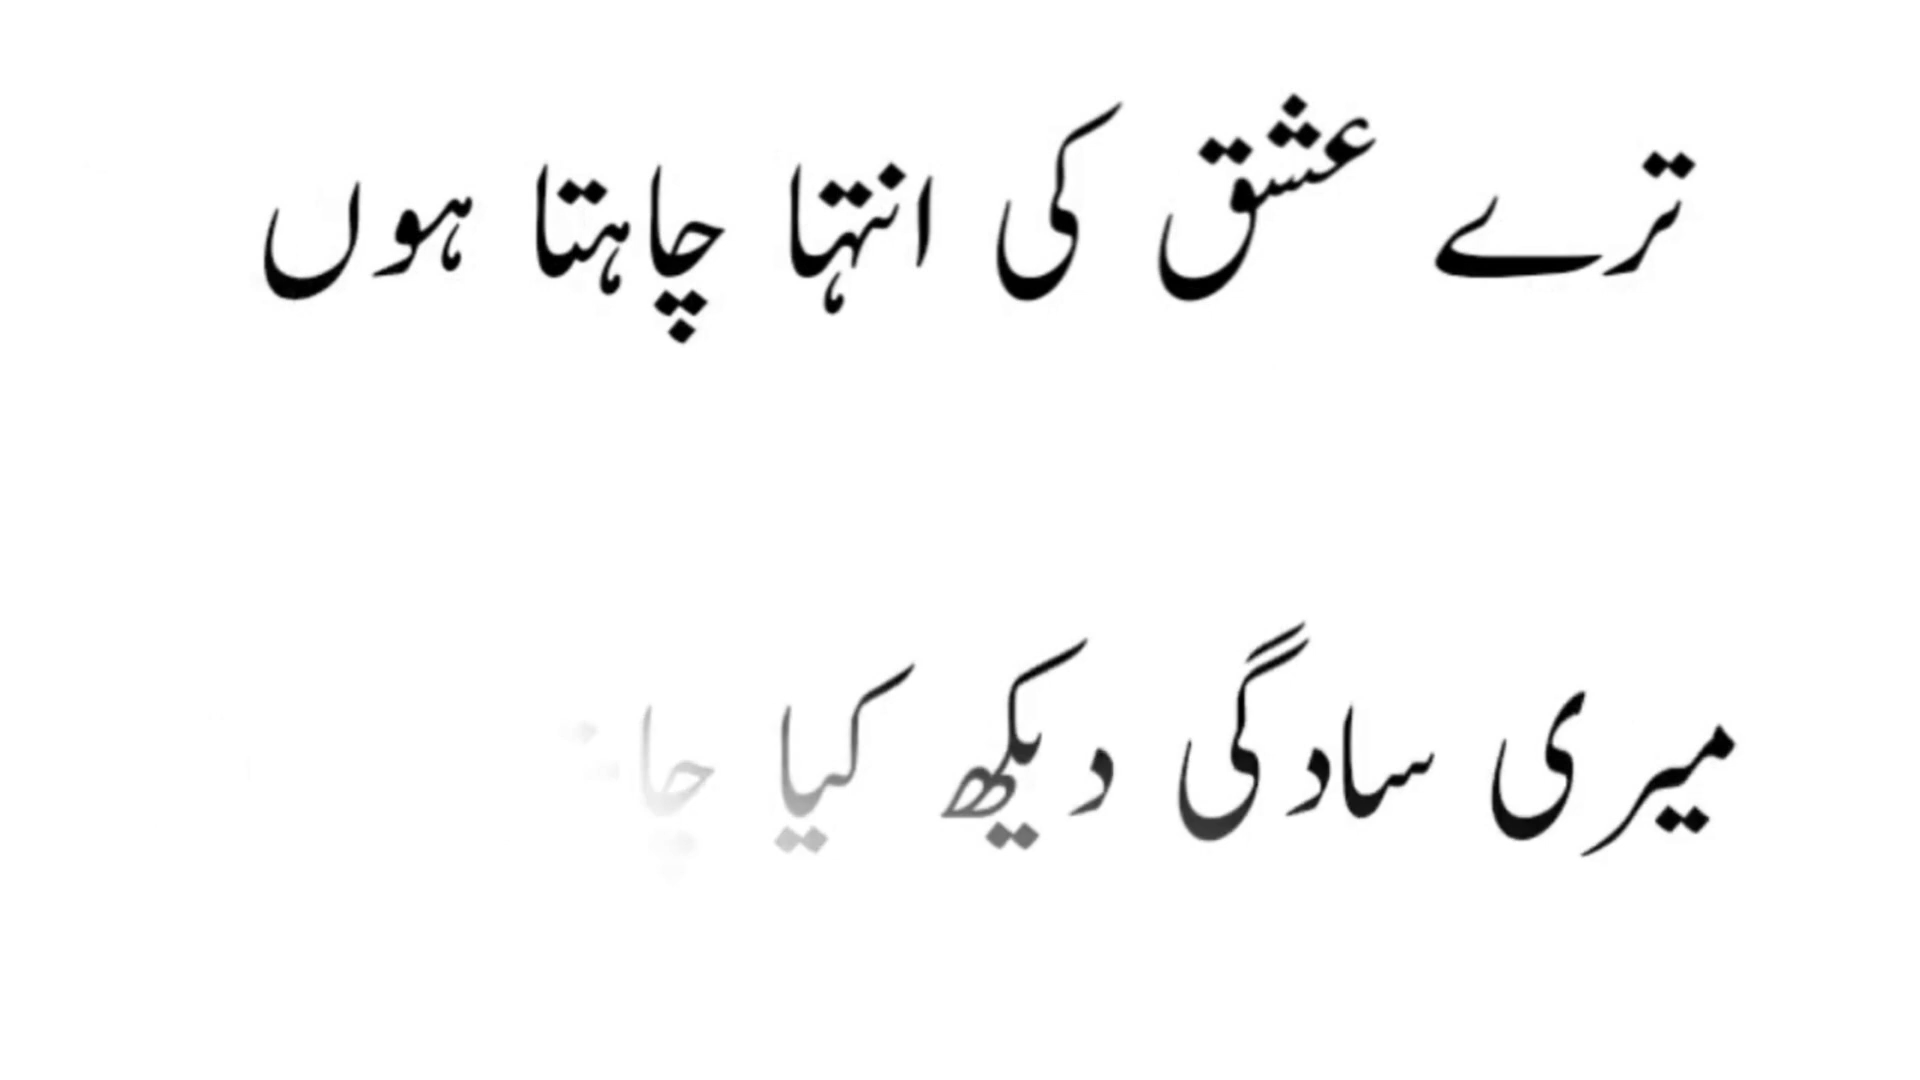 ترے عشق کی انتہا چاہتا ہوں
میری سادگی دیکھ کیا